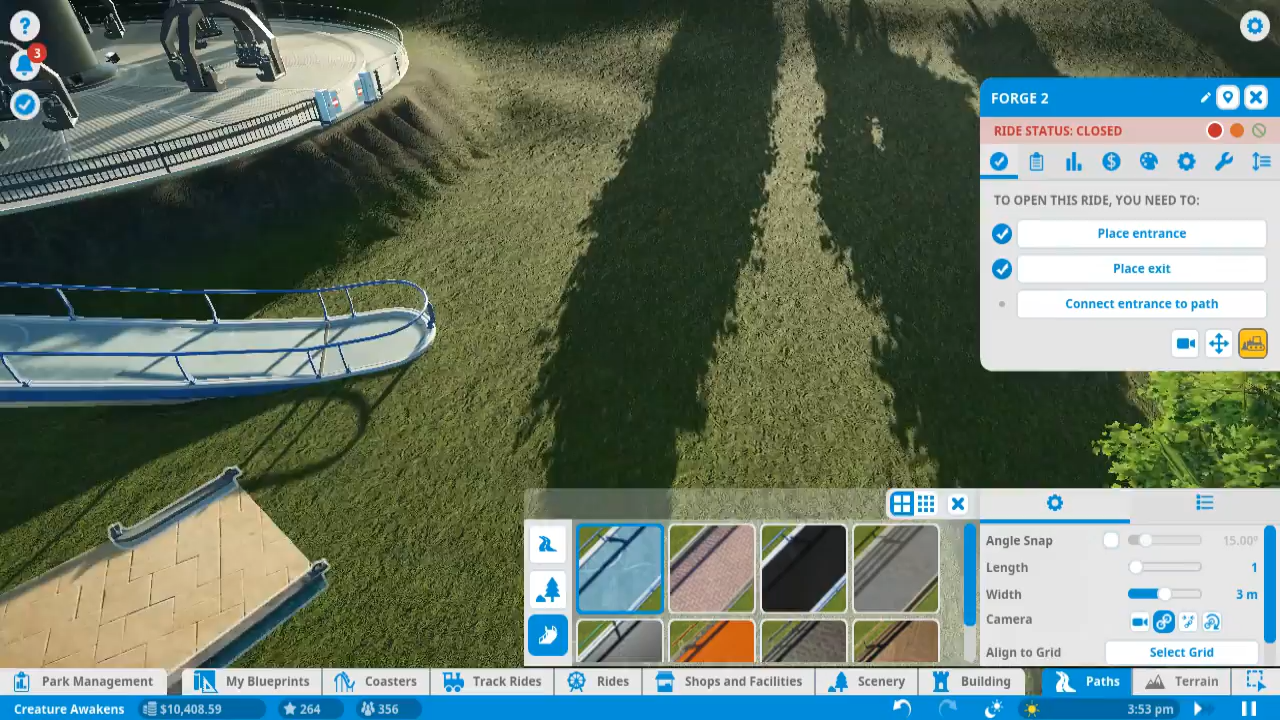 ?
3
FORGE 2
RIDE STATUS: CLOSED
TO OPEN THIS RIDE, YOU NEED TO:
Place entrance
Place exit
Connect entrance to path
Angle Snap
15.00°
Length
1
Width
3 m
Camera
Align to Grid
Select Grid
Park Management
My Blueprints
Coasters
Track Rides
Rides
Shops and Facilities
Scenery
Building
Paths
Terrain
Creature Awakens
$10,408.59
264
356
3:53 pm